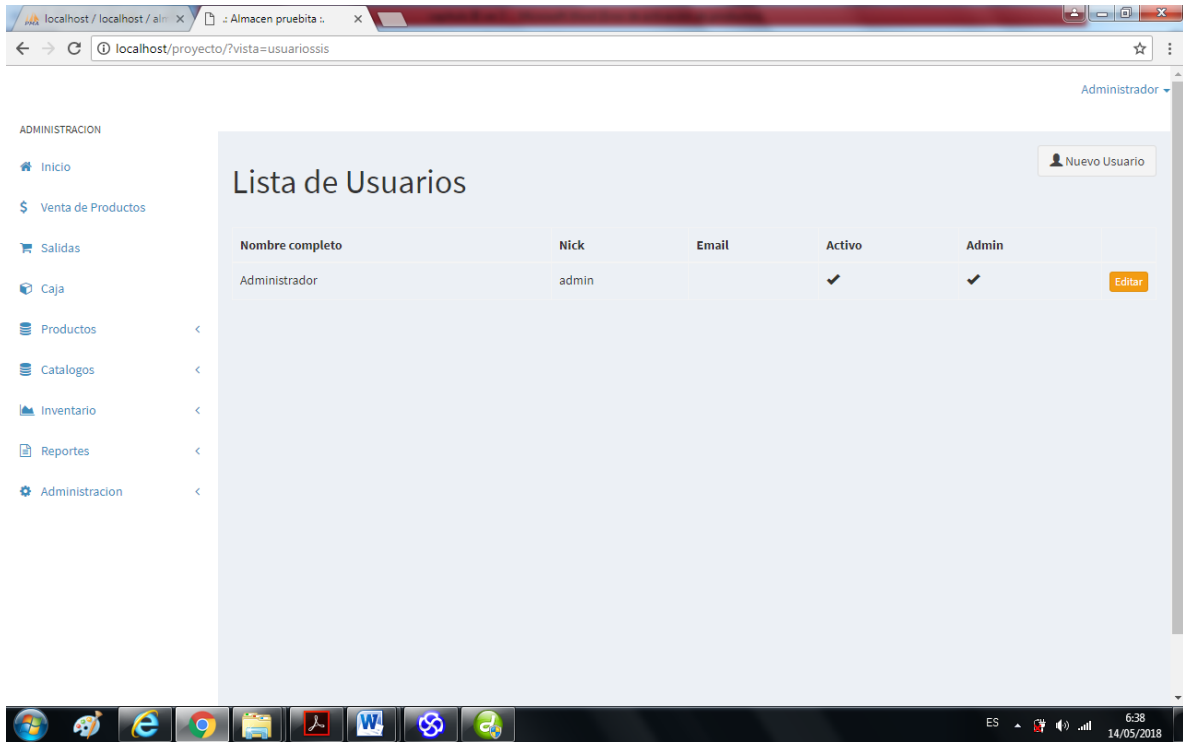 localhost / localhost / alm
.: Almacen pruebita :.
localhost/proyecto/?vista=usuariossis
Administrador
ADMINISTRACION
Inicio
Venta de Productos
Salidas
Caja
Productos
Catalogos
Inventario
Reportes
Administracion
Nuevo Usuario
Lista de Usuarios
Nombre completo Nick Email Activo Admin
Administrador admin Editar
ES 6:38
14/05/2018